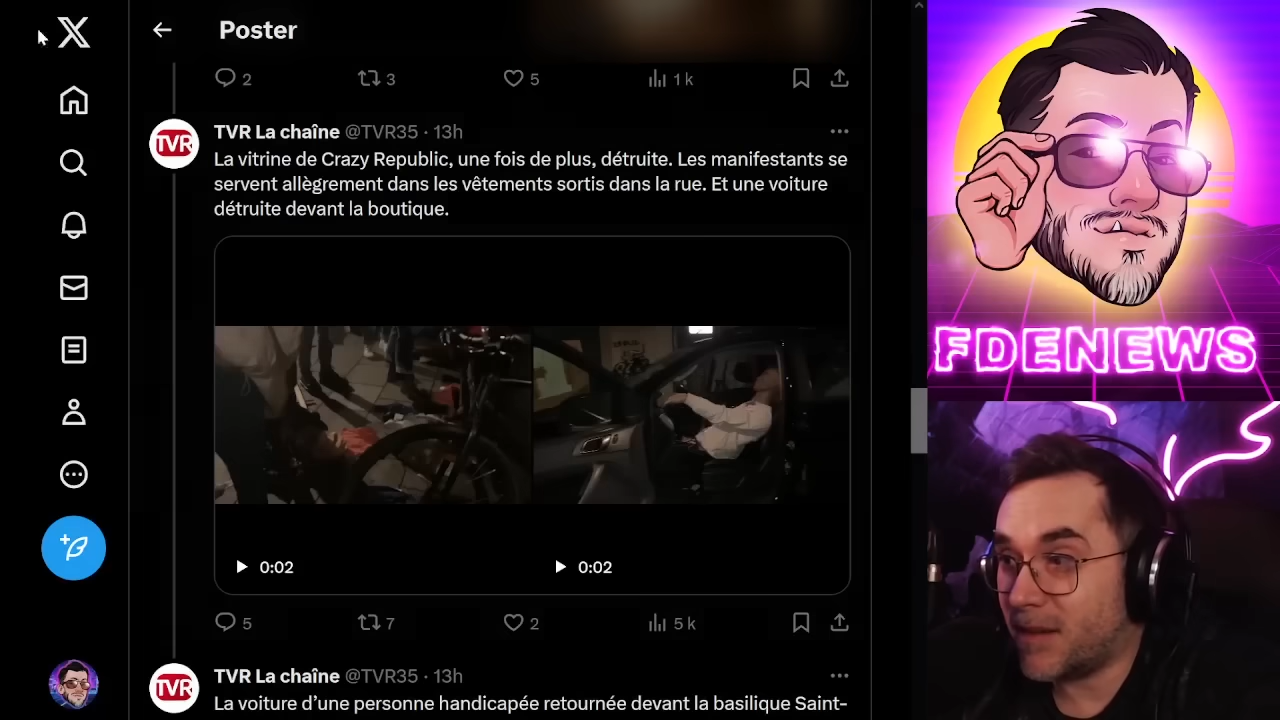 Poster
2 3 5 1 k
TVR La chaîne @TVR35 · 13h
TVR
La vitrine de Crazy Republic, une fois de plus, détruite. Les manifestants se
servent allègrement dans les vêtements sortis dans la rue. Et une voiture
détruite devant la boutique.
0:02 0:02
5 7 2 5 k
TVR La chaîne @TVR35 · 13h
TVR
La voiture d’une personne handicapée retournée devant la basilique Saint-
FDENEWS